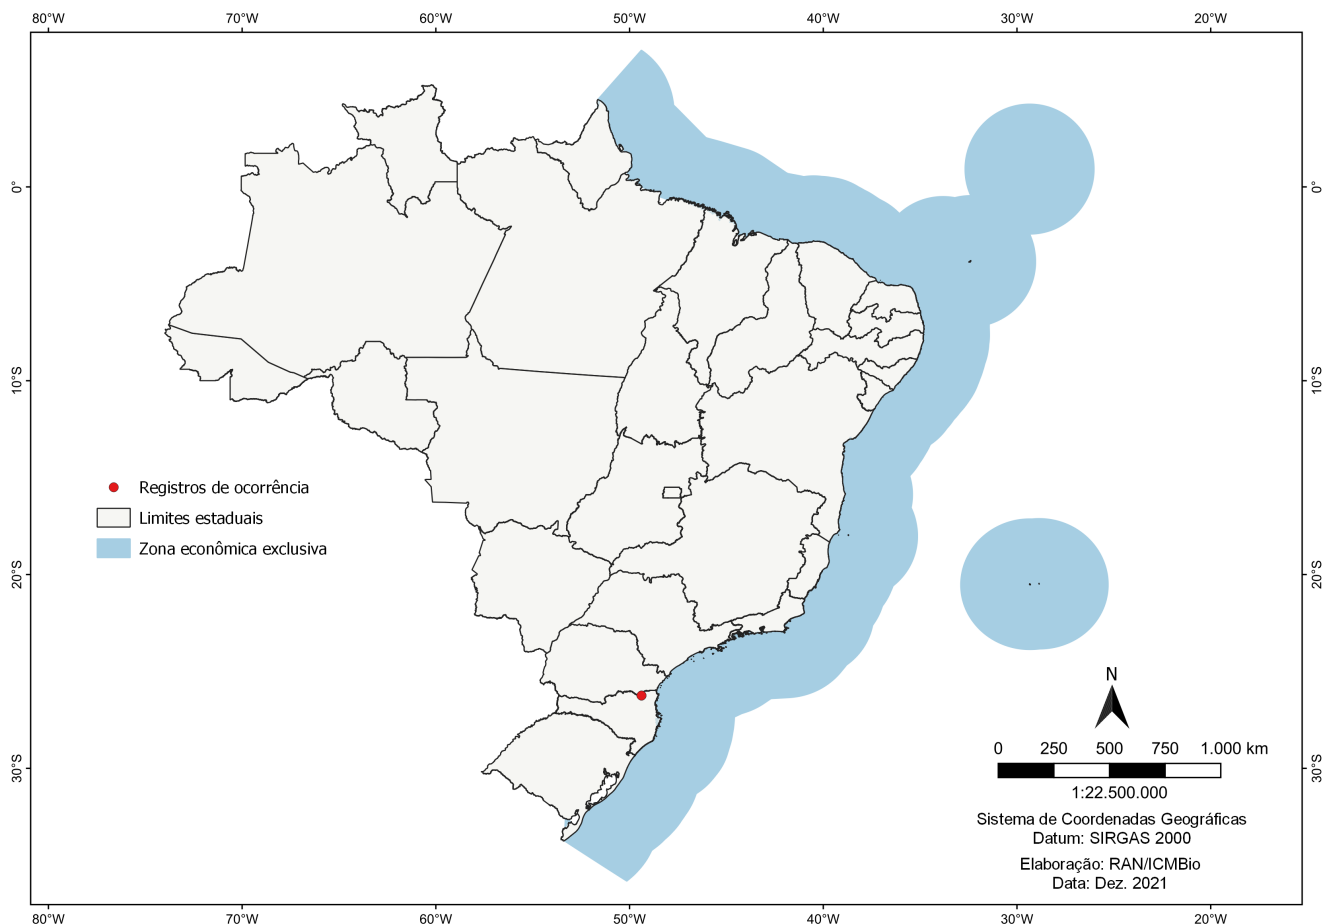 80°W 70°W 60°W 50°W 40°W 30°W 20°W
0° 0°
10°S 10°S
Registros de ocorrência
Limites estaduais
Zona econômica exclusiva
20°S 20°S
N
0 250 500 750 1.000 km
30°S 30°S
1:22.500.000
Sistema de Coordenadas Geográficas
Datum: SIRGAS 2000
Elaboração: RAN/ICMBio
Data: Dez. 2021
80°W 70°W 60°W 50°W 40°W 30°W 20°W